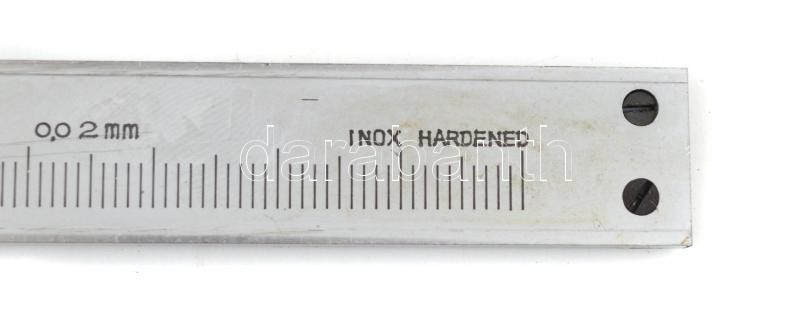 0,02mm
INOX HARDENED
darabanth